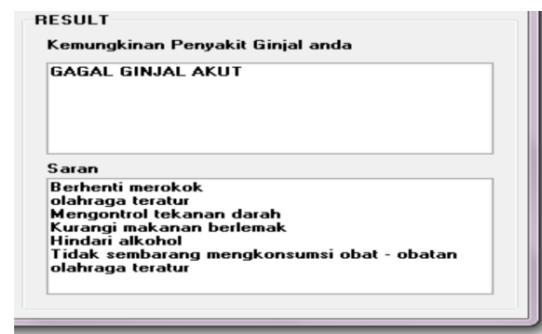 RESULT
Kemungkinan Penyakit Ginjal anda
GAGAL GINJAL AKUT
Saran
Berhenti merokok
olahraga teratur
Mengontrol tekanan darah
Kurangi makanan berlemak
Hindari alkohol
Tidak sembarang mengkonsumsi obat - obatan
olahraga teratur